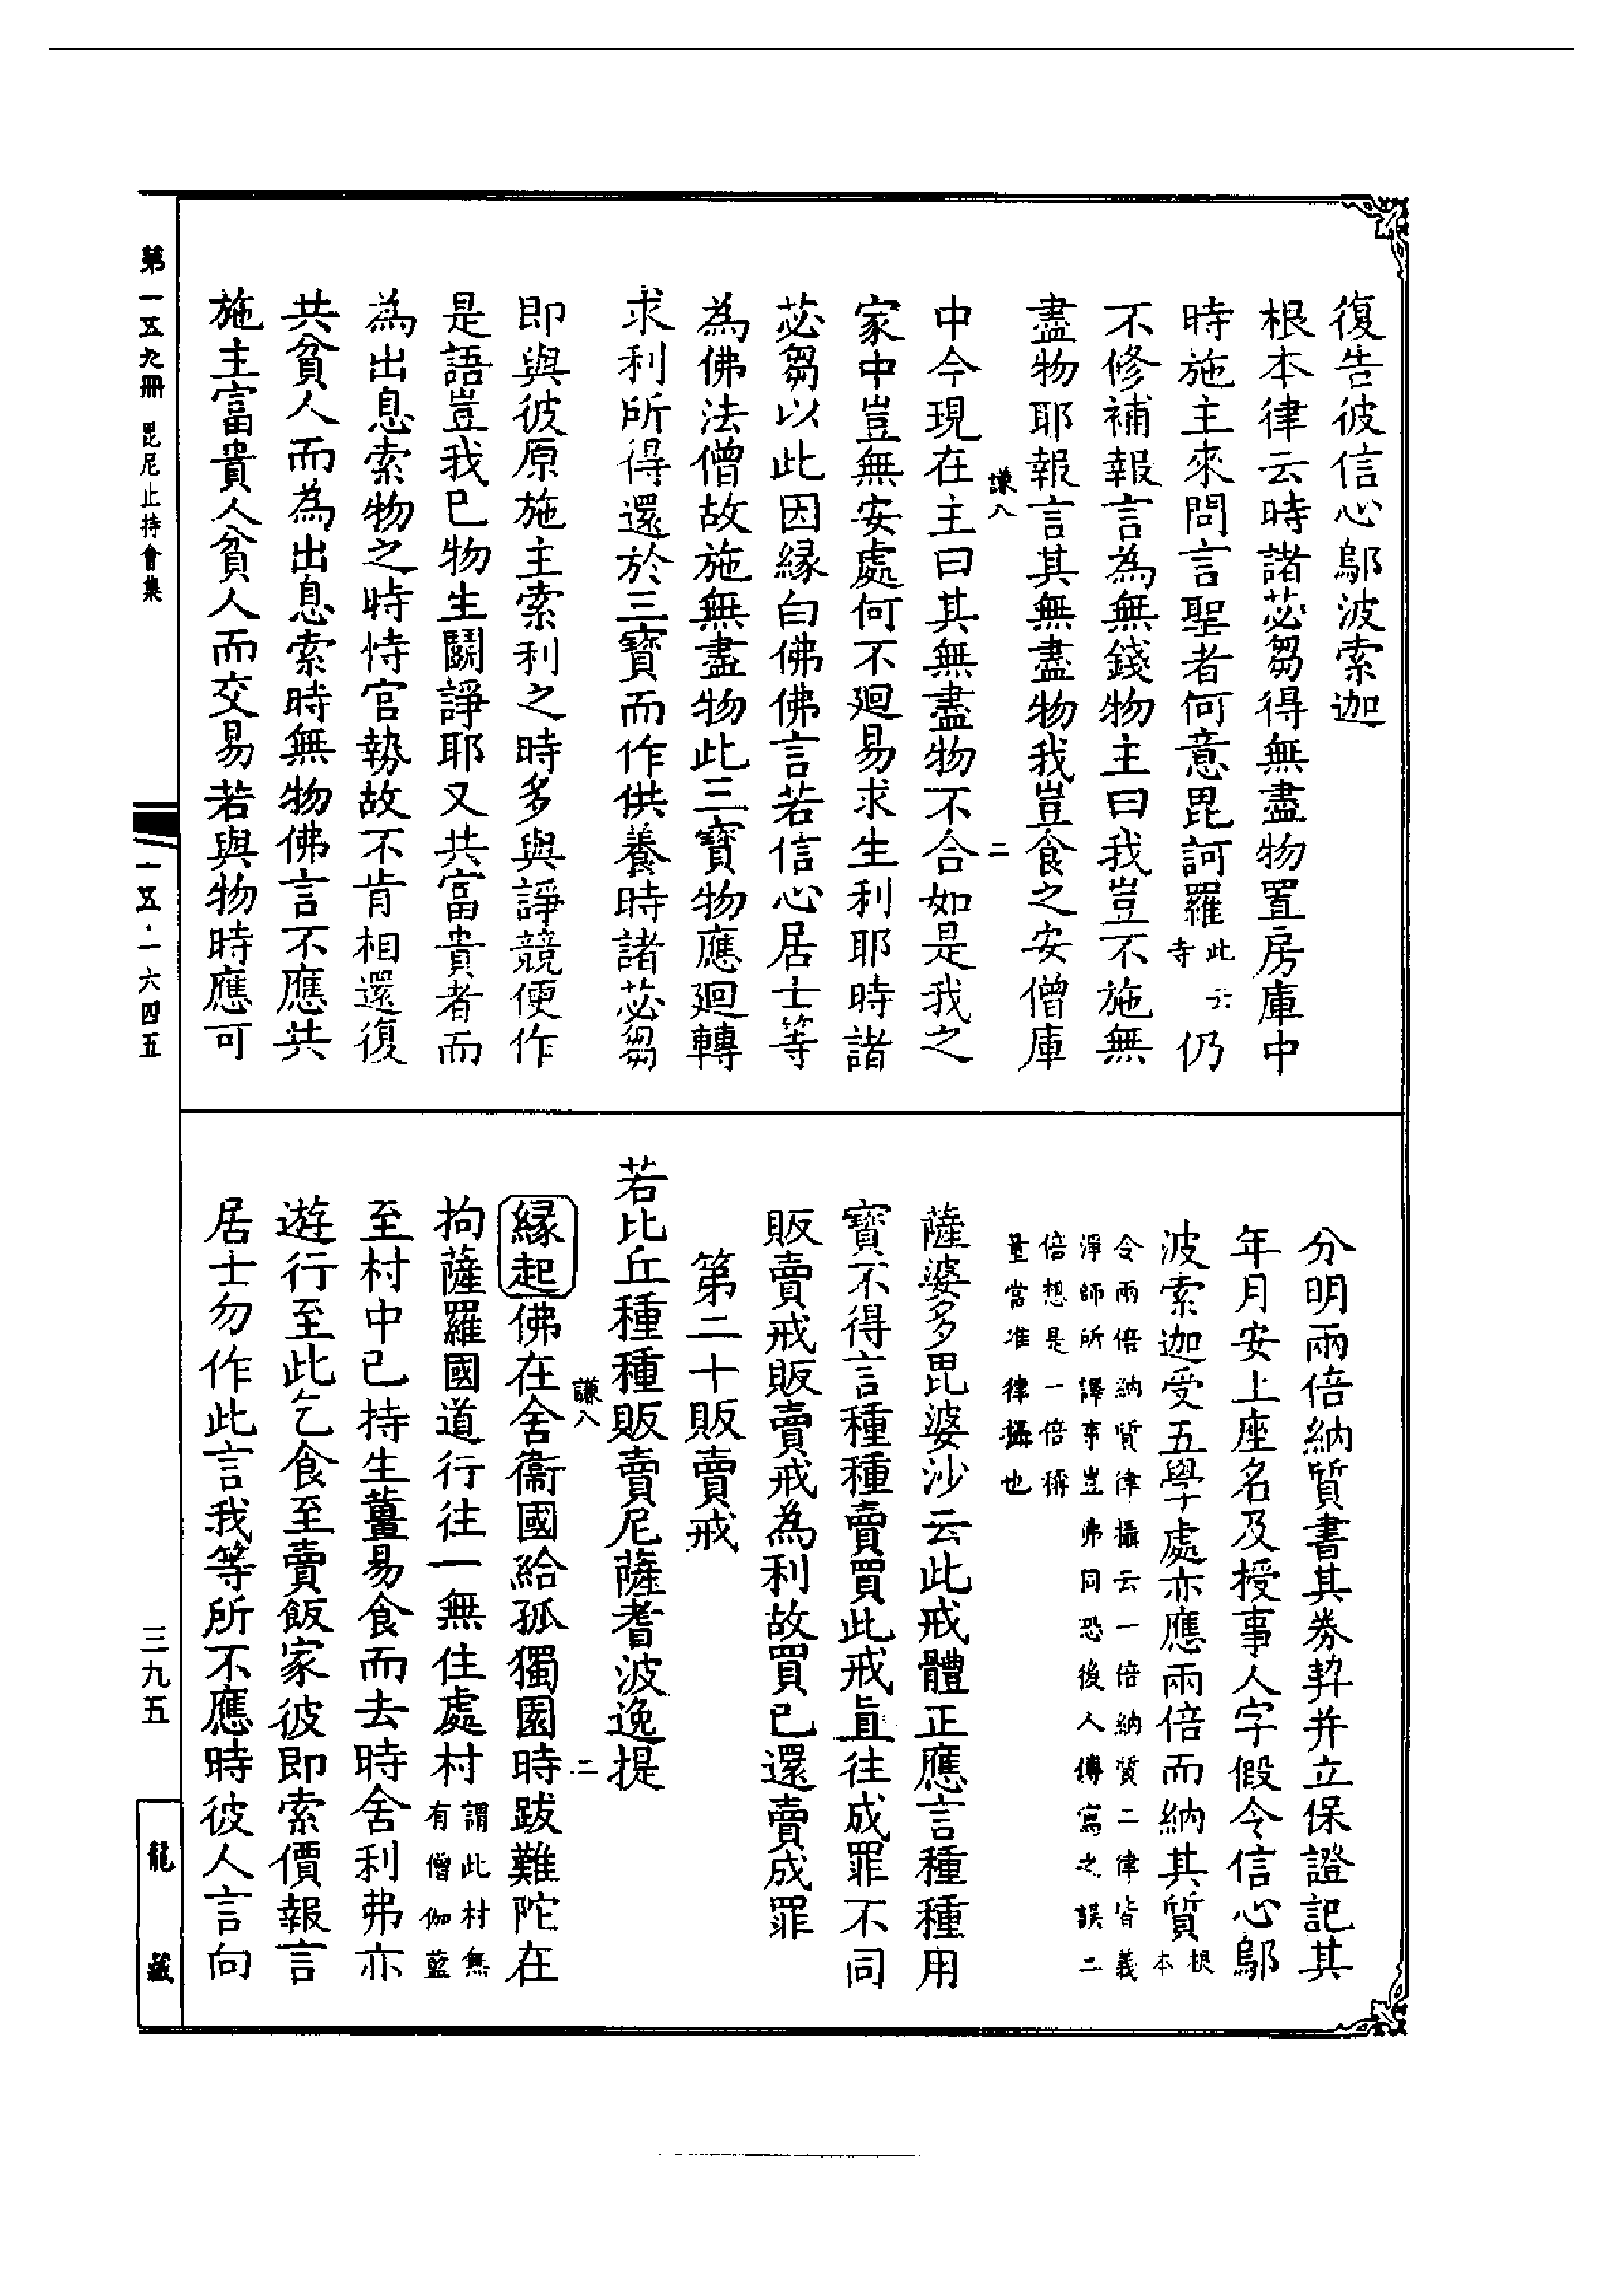 復告彼信心鄔波索迦
根本律云時諸苾芻得無盡物置房庫中
時施主來問言聖者何意毘訶羅此云寺仍
不修補報言為無錢物主曰我豈不施無
盡物耶報言其無盡物我豈食之安僧庫
謙八 二
中今現在主曰其無盡物不合如是我之
家中豈無安處何不迴易求生利耶時諸
苾芻以此因緣白佛佛言若信心居士等
為佛法僧故施無盡物此三寶物應迴轉
求利所得還於三寶而作供養時諸苾芻
即與彼原施主索利之時多與諍競便作
是語豈我已物生鬭諍耶又共富貴者而
為出息索物之時恃官勢故不肯相還復
共貧人而為出息索時無物佛言不應共
施主富貴人貧人而交易若與物時應可
分明兩倍納質書其券契并立保證記其
年月安上座名及授事人字假令信心鄔
波索迦受五學處亦應兩倍而納其質根本
令兩倍納質律攝云一倍納質二律皆義
淨師所譯事豈弗同恐後人傳寫之誤二
倍想是一倍稱
量當准律攝也
薩婆多毘婆沙云此戒體正應言種種用
寶不得言種種賣買此戒直往成罪不同
販賣戒販賣戒為利故買已還賣成罪
第二十販賣戒
若比丘種種販賣尼薩耆波逸提
謙八 二
緣起佛在舍衞國給孤獨園時跋難陀在
拘薩羅國道行往一無住處村謂此村無有僧伽藍
至村中已持生薑易食而去時舍利弗亦
遊行至此乞食至賣飯家彼即索價報言
居士勿作此言我等所不應時彼人言向
第一五九冊 毘尼止持會集
一五·一六四五
三九五
龍藏